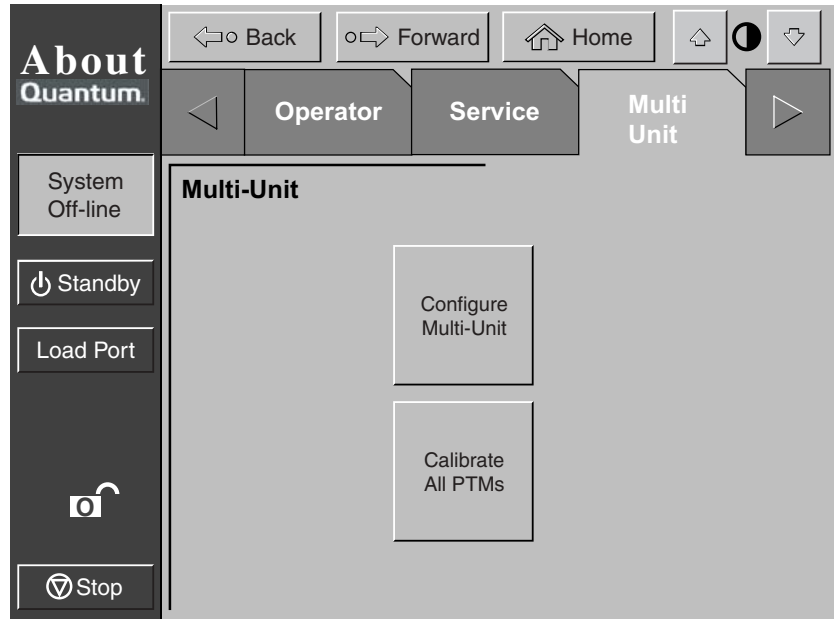 About
Quantum.
System
Off-line
Standby
Load Port
O
Stop
Back
Forward
Home
Operator
Service
Multi
Unit
Multi-Unit
Configure
Multi-Unit
Calibrate
All PTMs